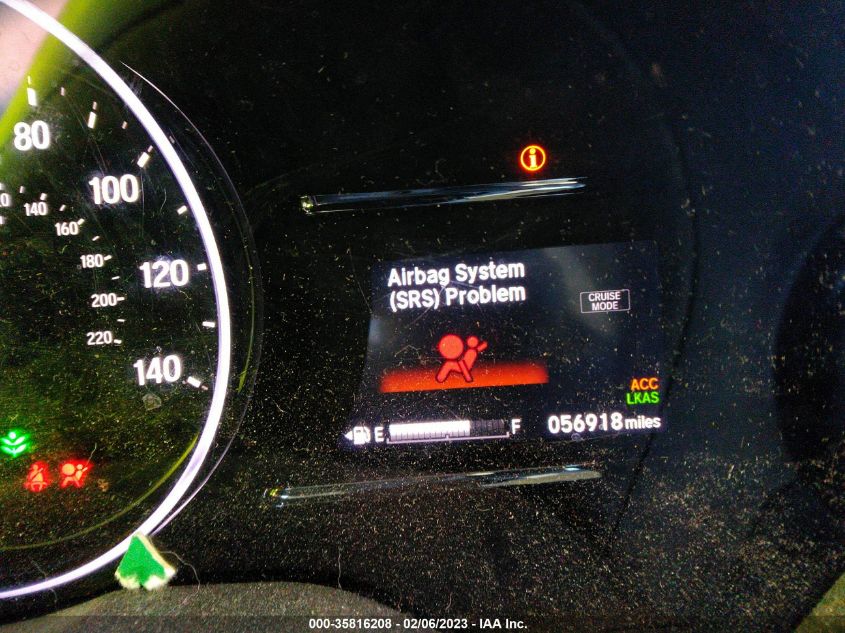 80
100
120
140
140
160
180
200
220
Airbag System
(SRS) Problem
CRUISE
MODE
ACC
LKAS
E F
056918 miles
000-35816208 - 02/06/2023 - IAA Inc.